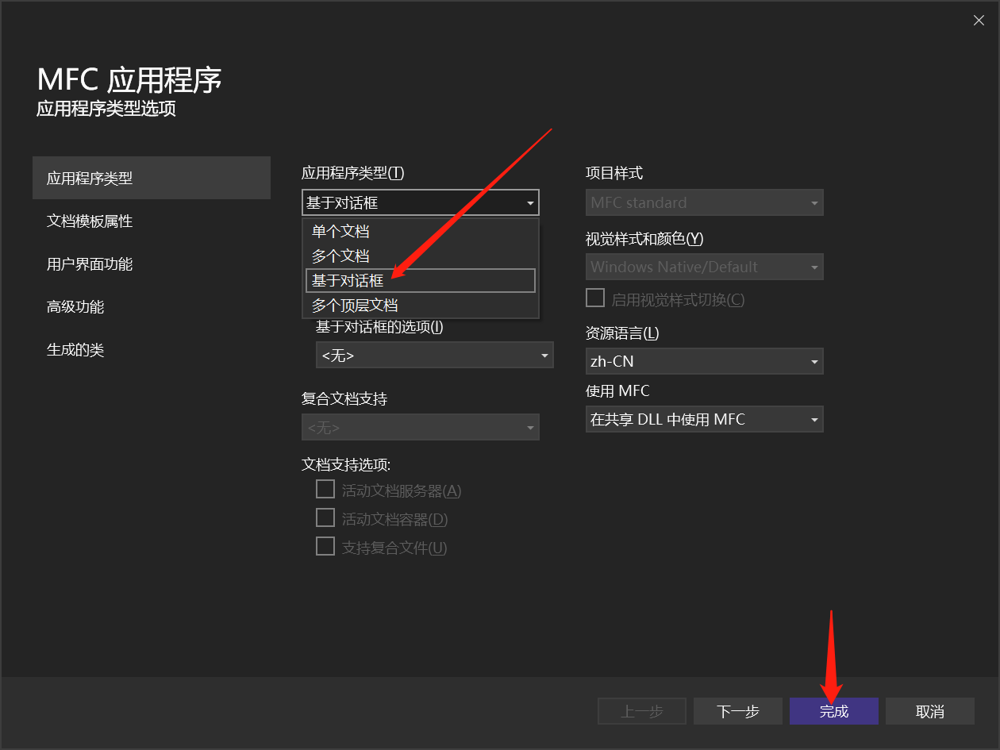 MFC 应用程序
应用程序类型选项
应用程序类型
文档模板属性
用户界面功能
高级功能
生成的类
应用程序类型(T)
基于对话框
单个文档
多个文档
基于对话框
多个顶层文档
基于对话框的选项(I)
<无>
复合文档支持
<无>
文档支持选项:
活动文档服务器(A)
活动文档容器(D)
支持复合文件(U)
项目样式
MFC standard
视觉样式和颜色(Y)
Windows Native/Default
启用视觉样式切换(C)
资源语言(L)
zh-CN
使用 MFC
在共享 DLL 中使用 MFC
上一步
下一步
完成
取消